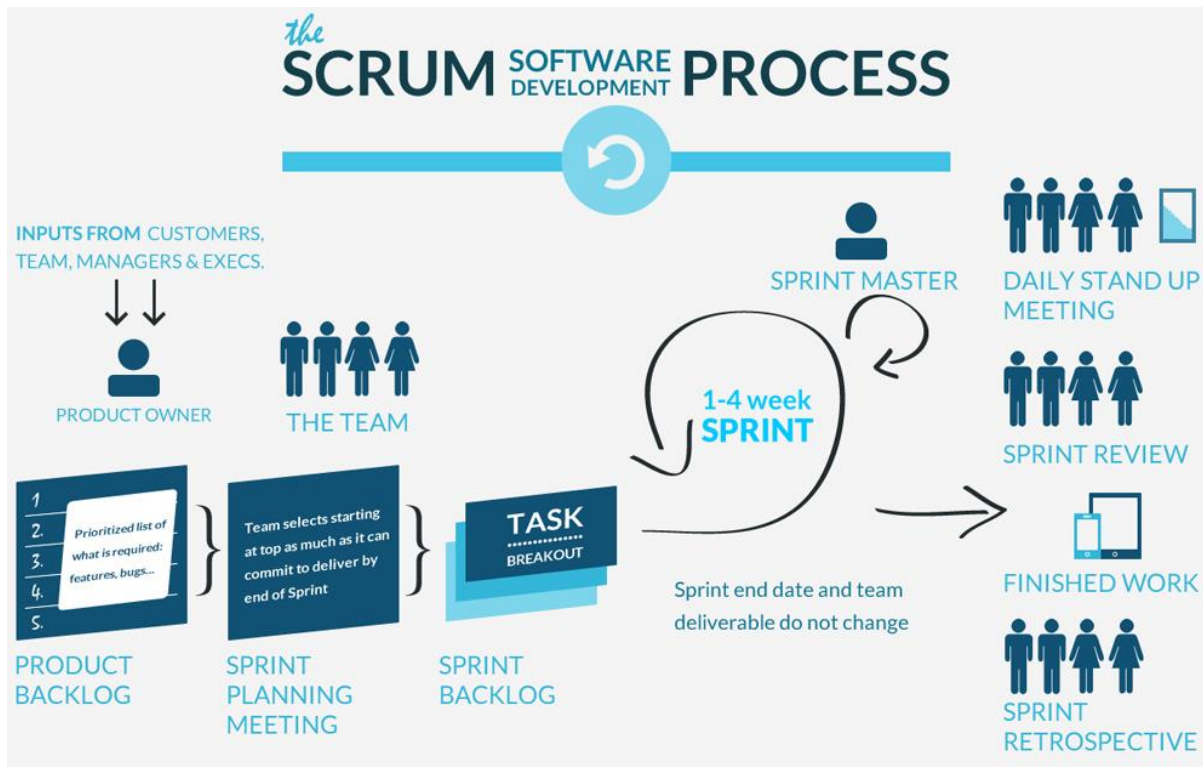 the
SCRUM SOFTWARE DEVELOPMENT PROCESS
INPUTS FROM CUSTOMERS,
TEAM, MANAGERS & EXECS.
PRODUCT OWNER
THE TEAM
SPRINT MASTER
DAILY STAND UP
MEETING
1-4 week
SPRINT
SPRINT REVIEW
1
2.
3.
4.
5.
Prioritized list of
what is required:
features, bugs...
Team selects starting
at top as much as it can
commit to deliver by
end of Sprint
TASK
BREAKOUT
Sprint end date and team
deliverable do not change
FINISHED WORK
PRODUCT
BACKLOG
SPRINT
PLANNING
MEETING
SPRINT
BACKLOG
SPRINT
RETROSPECTIVE